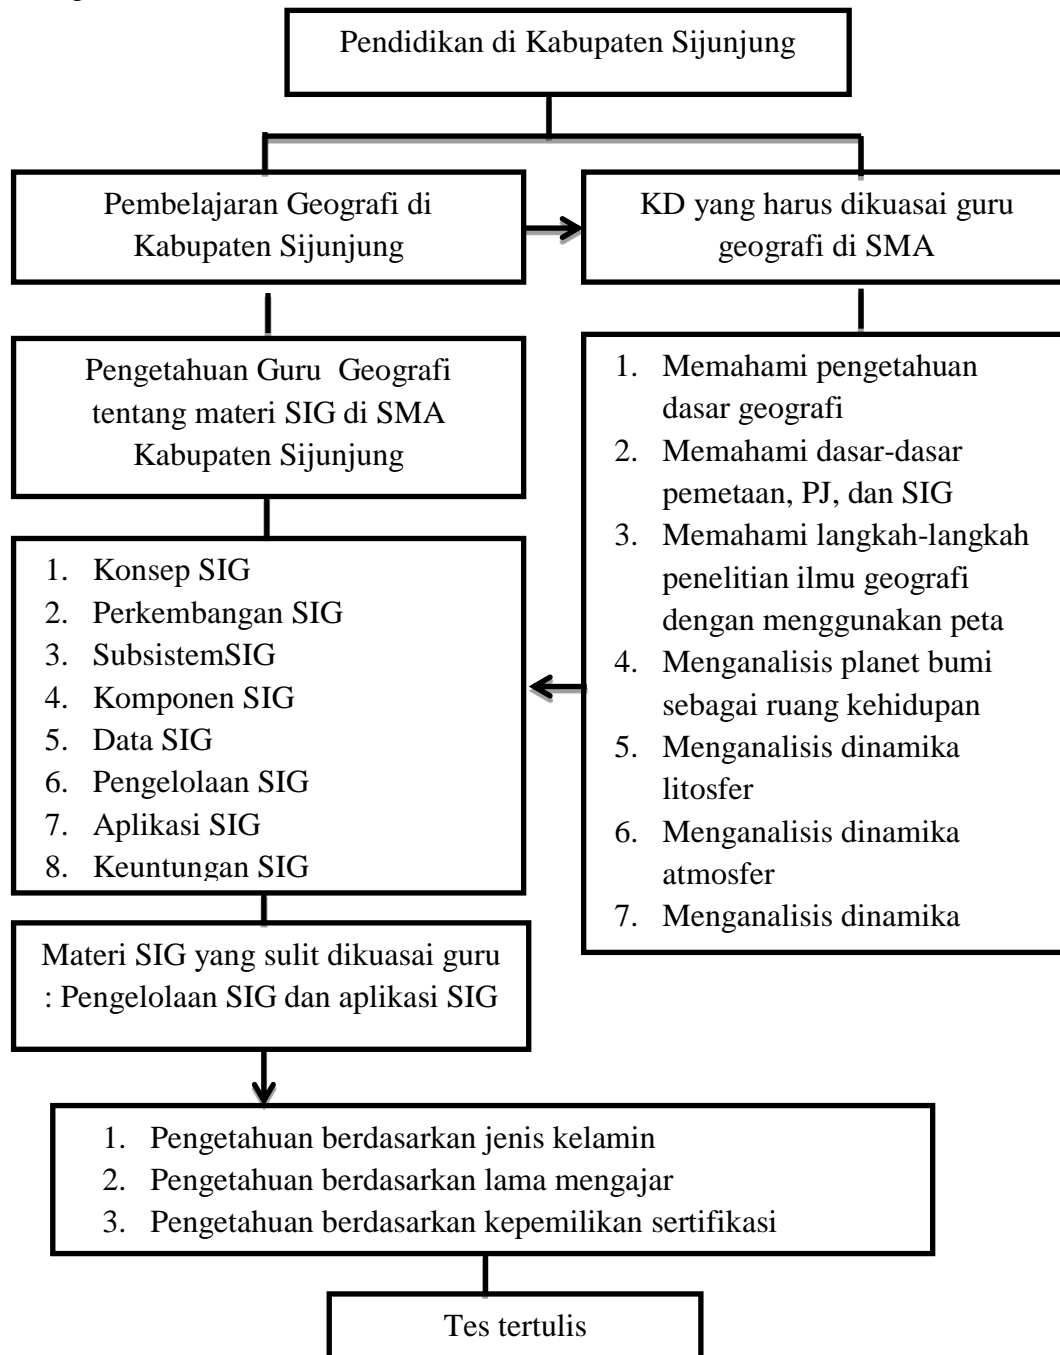 Pendidikan di Kabupaten Sijunjung
Pembelajaran Geografi di
Kabupaten Sijunjung
KD yang harus dikuasai guru
geografi di SMA
Pengetahuan Guru  Geografi
tentang materi SIG di SMA
Kabupaten Sijunjung
1. Memahami pengetahuan
dasar geografi
2. Memahami dasar-dasar
pemetaan, PJ, dan SIG
3. Memahami langkah-langkah
penelitian ilmu geografi
dengan menggunakan peta
4. Menganalisis planet bumi
sebagai ruang kehidupan
5. Menganalisis dinamika
litosfer
6. Menganalisis dinamika
atmosfer
7. Menganalisis dinamika
1. Konsep SIG
2. Perkembangan SIG
3. SubsistemSIG
4. Komponen SIG
5. Data SIG
6. Pengelolaan SIG
7. Aplikasi SIG
8. Keuntungan SIG
Materi SIG yang sulit dikuasai guru
: Pengelolaan SIG dan aplikasi SIG
1. Pengetahuan berdasarkan jenis kelamin
2. Pengetahuan berdasarkan lama mengajar
3. Pengetahuan berdasarkan kepemilikan sertifikasi
Tes tertulis